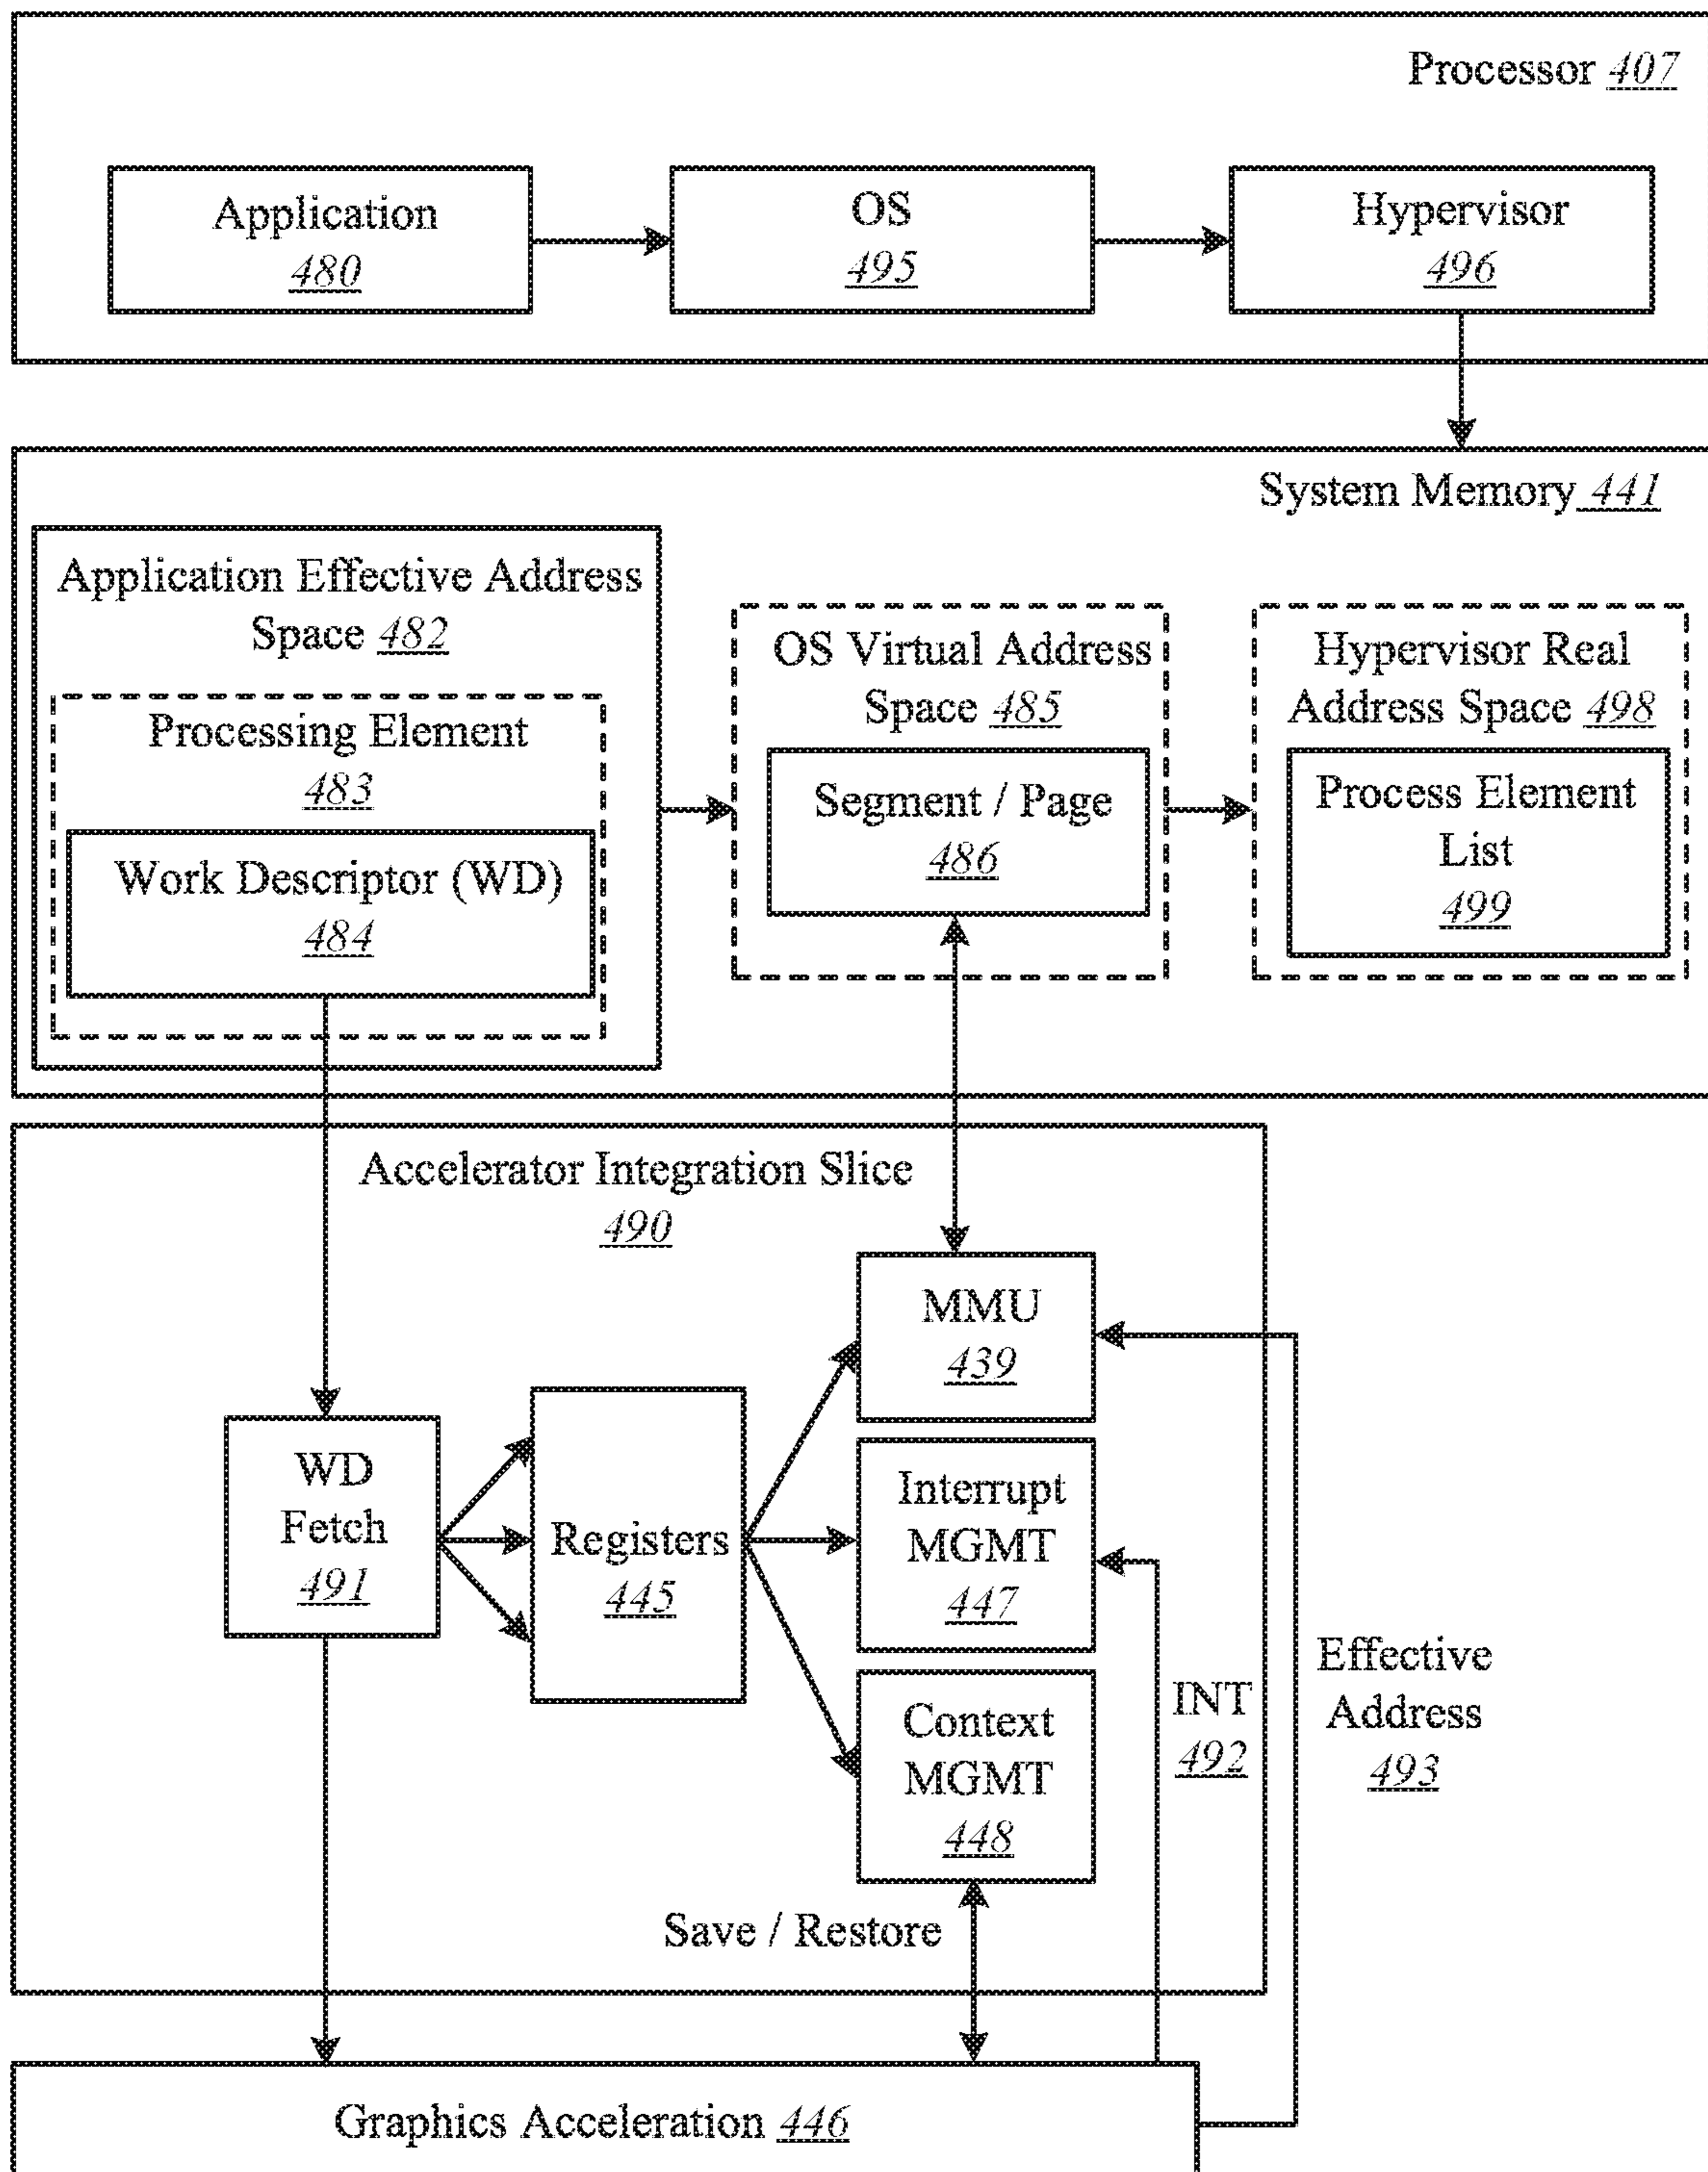 Processor 407
Application
480
OS
495
Hypervisor
496
System Memory 441
Application Effective Address
Space 482
Processing Element
483
Work Descriptor (WD)
484
OS Virtual Address
Space 485
Segment / Page
486
Hypervisor Real
Address Space 498
Process Element
List
499
Accelerator Integration Slice
490
MMU
439
WD
Fetch
491
Registers
445
Interrupt
MGMT
447
Context
MGMT
448
INT
492
Effective
Address
493
Save / Restore
Graphics Acceleration 446